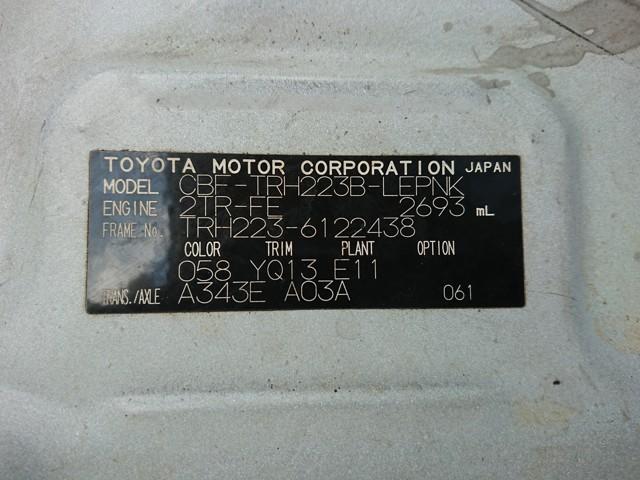 TOYOTA MOTOR CORPORATION JAPAN
MODEL CBF-TRH223B-LEPNK
ENGINE 2TR-FE 2693 mL
FRAME No. TRH223-6122438
COLOR TRIM PLANT OPTION
058 YQ13 E11
TRANS./AXLE A343E A03A 061